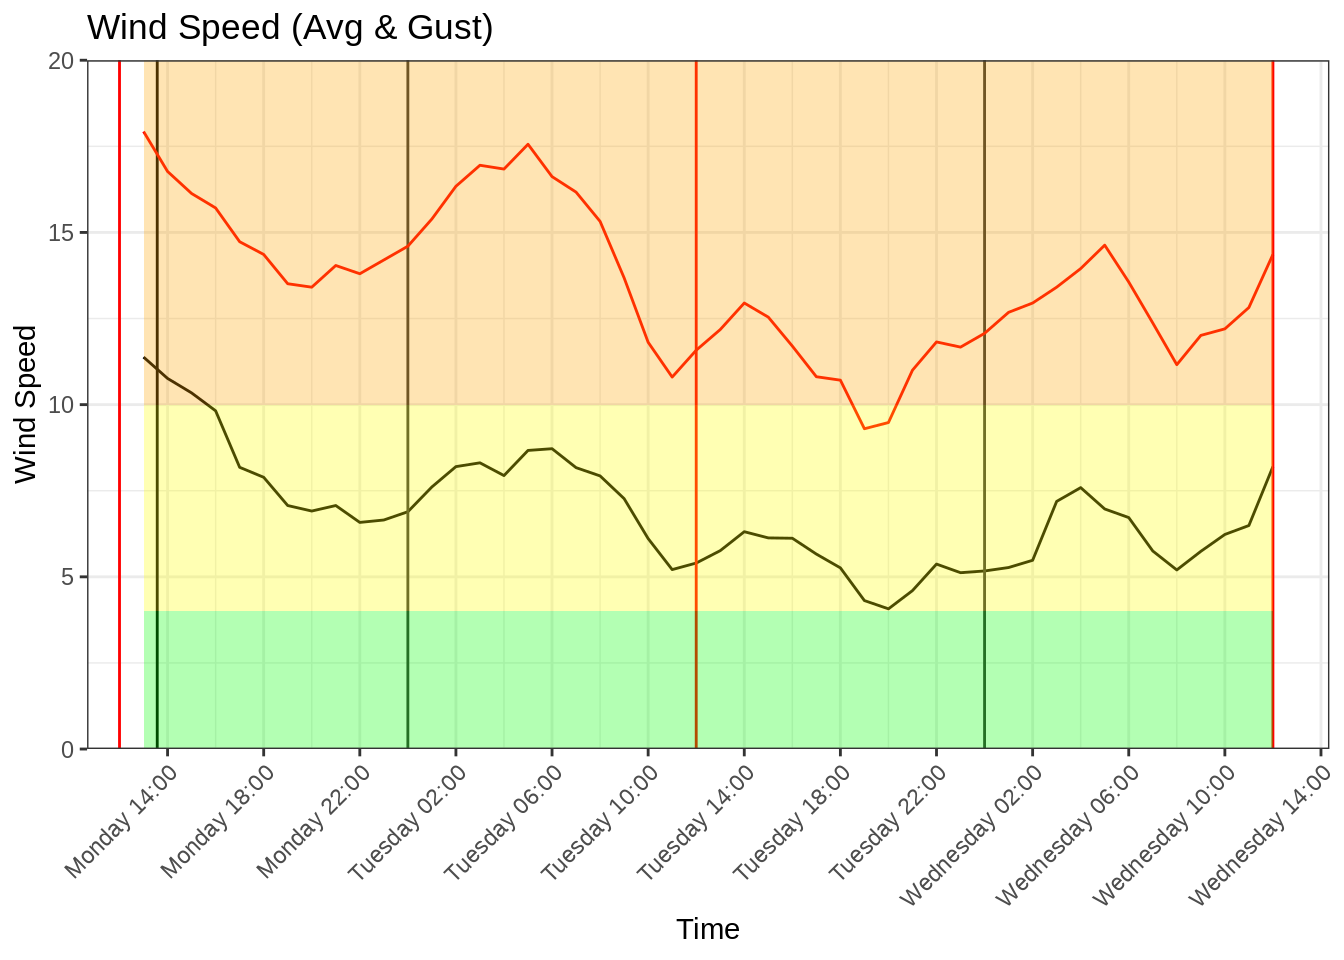 Wind Speed (Avg & Gust)
Wind Speed
20
15
10
5
0
Monday 14:00
Monday 18:00
Monday 22:00
Tuesday 02:00
Tuesday 06:00
Tuesday 10:00
Tuesday 14:00
Tuesday 18:00
Tuesday 22:00
Wednesday 02:00
Wednesday 06:00
Wednesday 10:00
Wednesday 14:00
Time